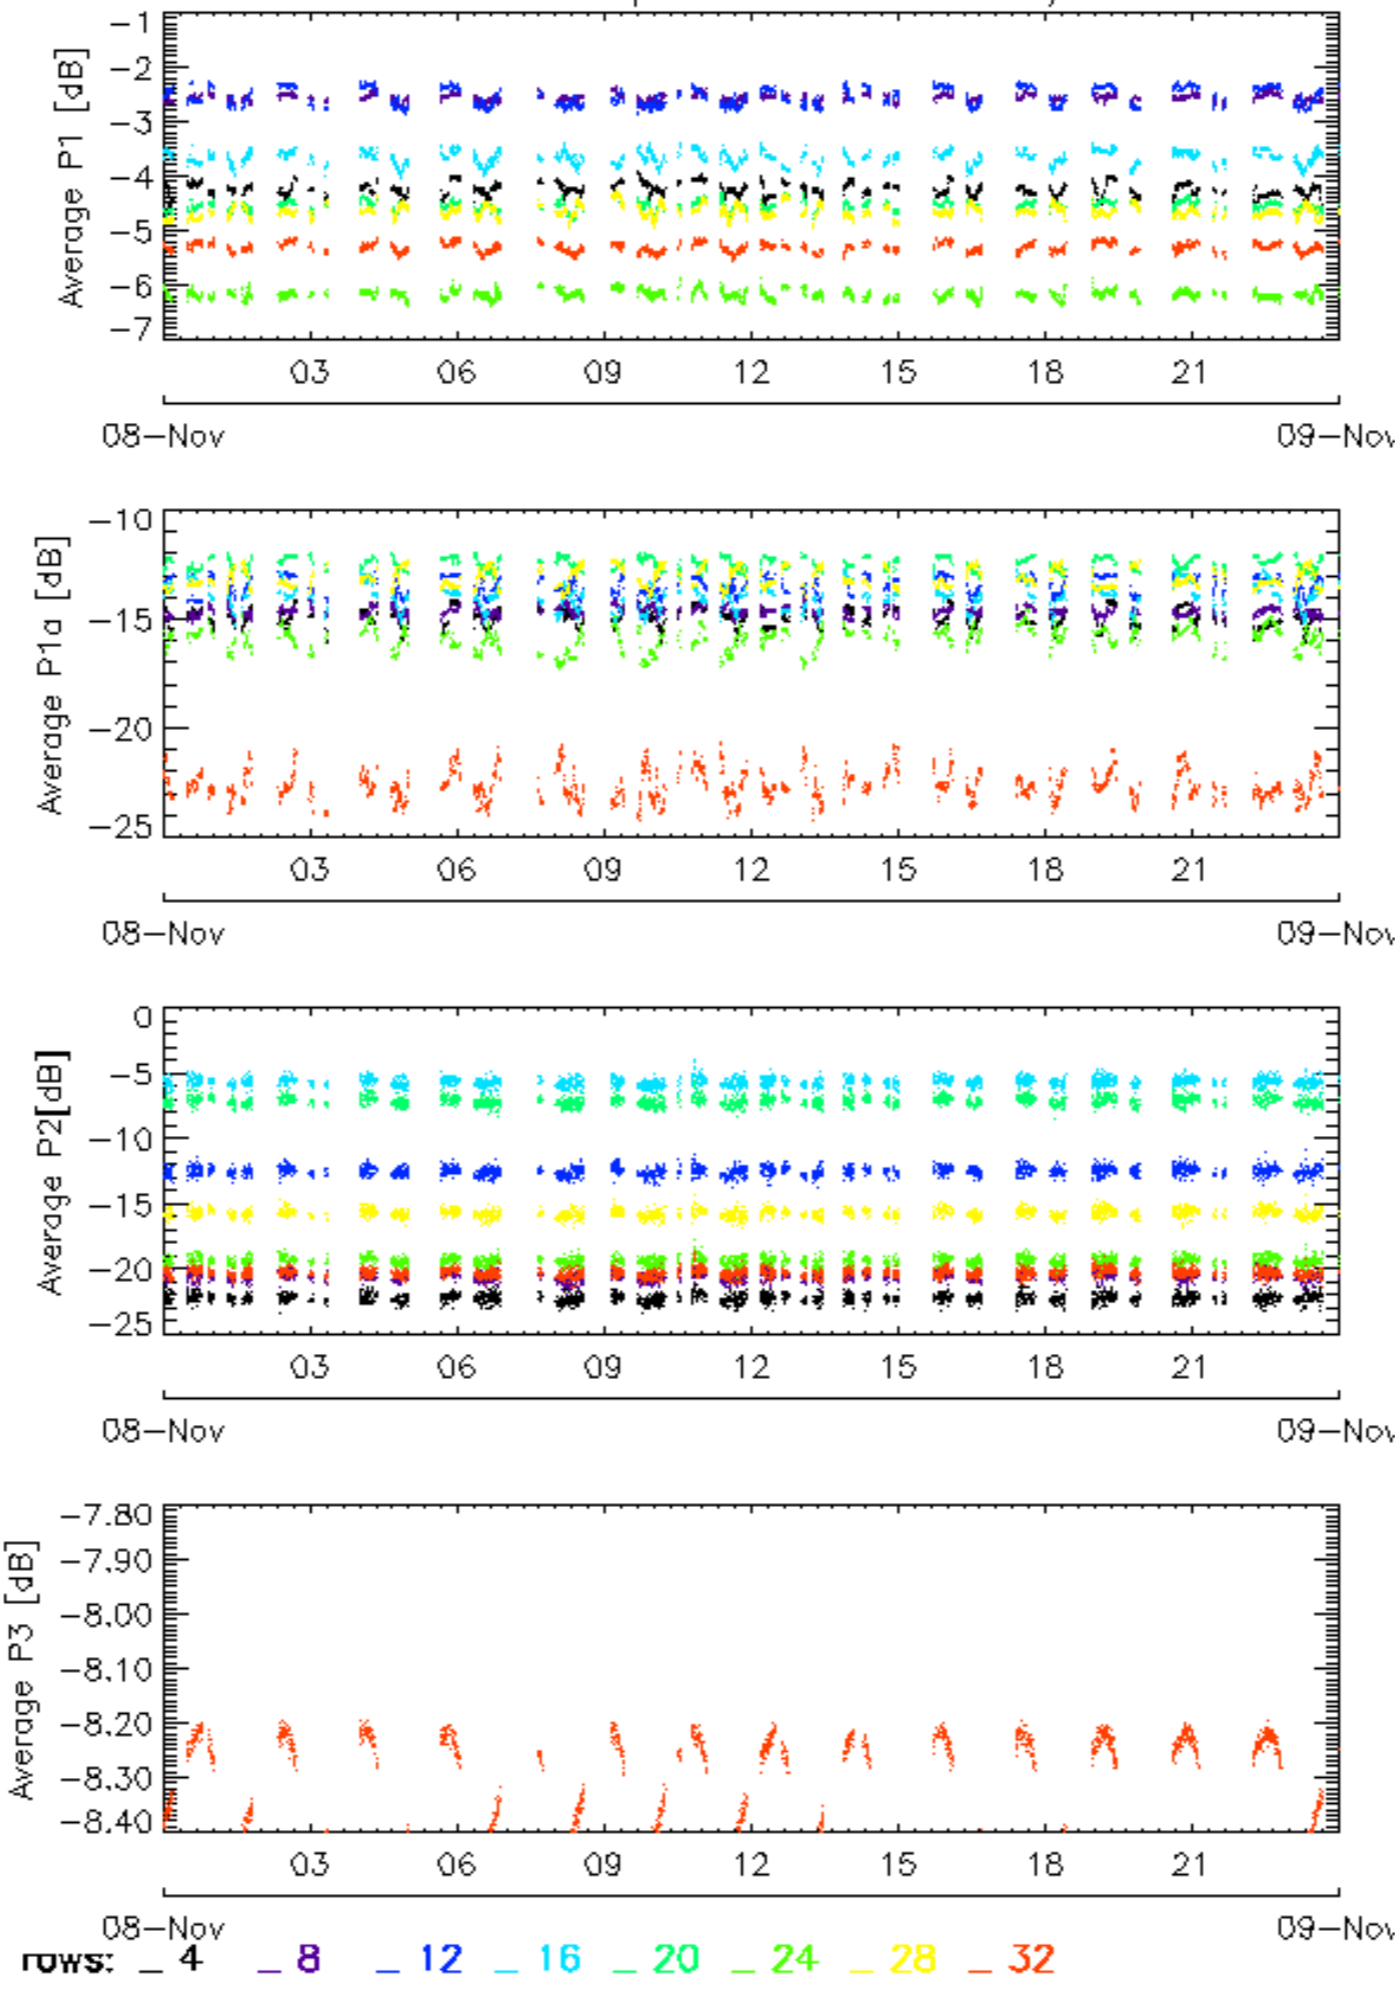 Average P1 [dB]
-1
-2
-3
-4
-5
-6
-7
03 06 09 12 15 18 21
08-Nov 09-Nov
Average P1a [dB]
-10
-15
-20
-25
03 06 09 12 15 18 21
08-Nov 09-Nov
Average P2[dB]
0
-5
-10
-15
-20
-25
03 06 09 12 15 18 21
08-Nov 09-Nov
Average P3 [dB]
-7.80
-7.90
-8.00
-8.10
-8.20
-8.30
-8.40
03 06 09 12 15 18 21
08-Nov 09-Nov
rows: _ 4 _ 8 _ 12 _ 16 _ 20 _ 24 _ 28 _ 32